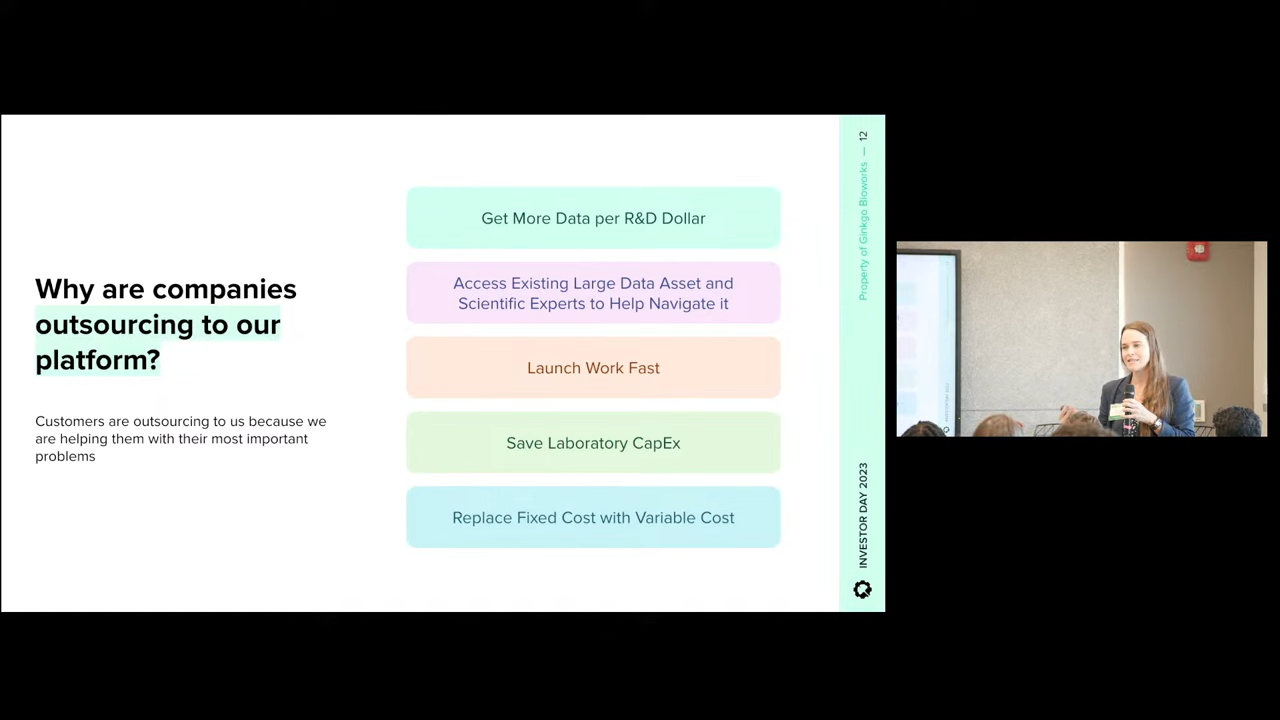 Why are companies
outsourcing to our
platform?
Customers are outsourcing to us because we
are helping them with their most important
problems
Get More Data per R&D Dollar
Access Existing Large Data Asset and
Scientific Experts to Help Navigate it
Launch Work Fast
Save Laboratory CapEx
Replace Fixed Cost with Variable Cost
Property of Ginkgo Bioworks — 12
INVESTOR DAY 2023